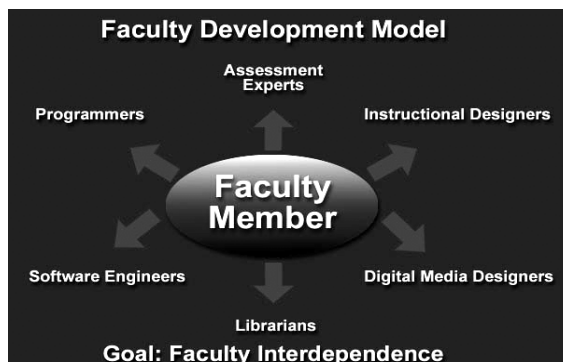 Faculty Development Model
Assessment
Experts
Programmers
Instructional Designers
Faculty
Member
Software Engineers
Digital Media Designers
Librarians
Goal: Faculty Interdependence